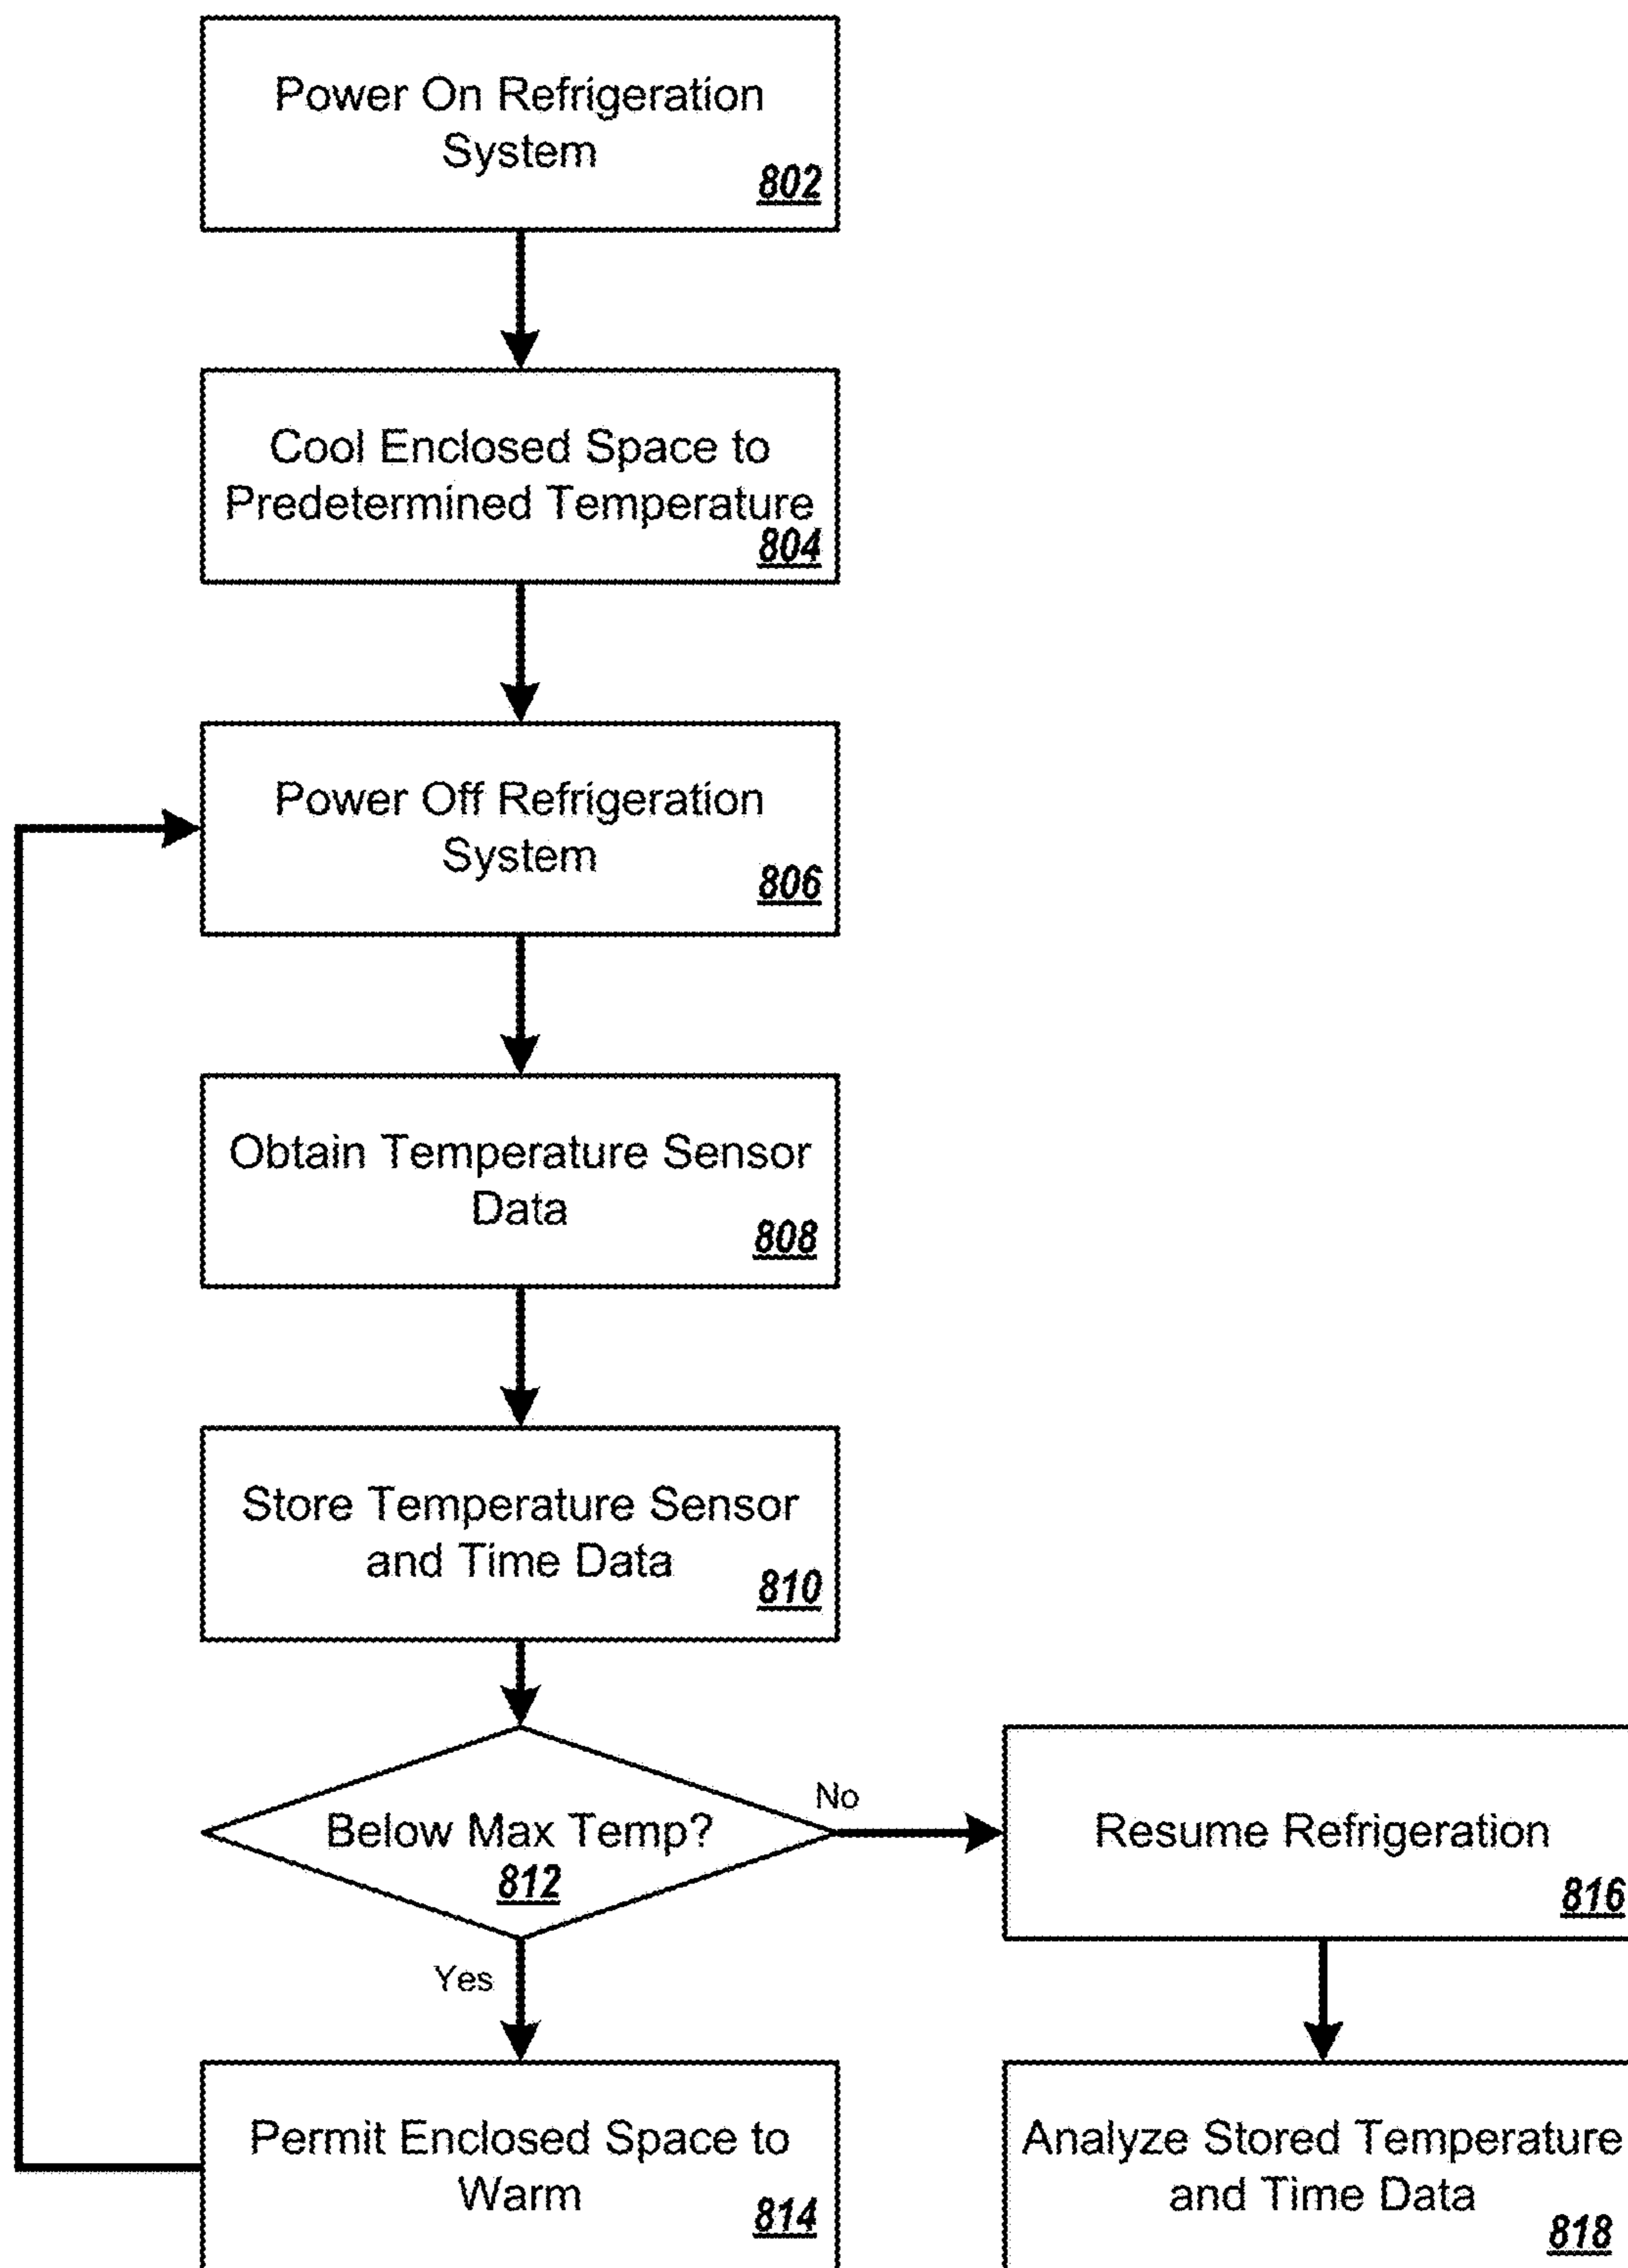 Power On Refrigeration
System
802
Cool Enclosed Space to
Predetermined Temperature
804
Power Off Refrigeration
System
806
Obtain Temperature Sensor
Data
808
Store Temperature Sensor
and Time Data
810
Below Max Temp?
812
No
Yes
Resume Refrigeration
816
Permit Enclosed Space to
Warm
814
Analyze Stored Temperature
and Time Data
818